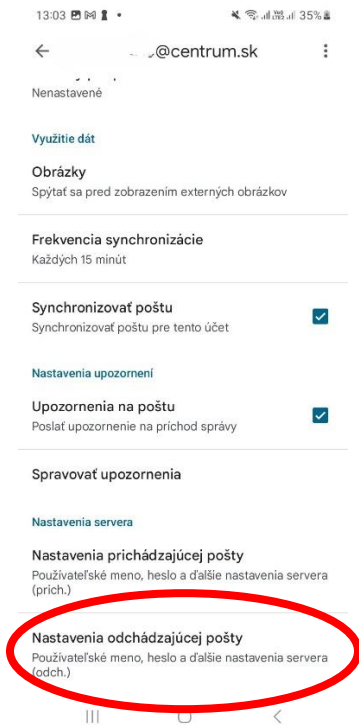 13:03 35%
@centrum.sk
Nenastavené
Využitie dát
Obrázky
Spýtať sa pred zobrazením externých obrázkov
Frekvencia synchronizácie
Každých 15 minút
Synchronizovať poštu
Synchronizovať poštu pre tento účet
Nastavenia upozornení
Upozornenia na poštu
Poslať upozornenie na príchod správy
Spravovať upozornenia
Nastavenia servera
Nastavenia prichádzajúcej pošty
Používateľské meno, heslo a ďalšie nastavenia servera
(prich.)
Nastavenia odchádzajúcej pošty
Používateľské meno, heslo a ďalšie nastavenia servera
(odch.)